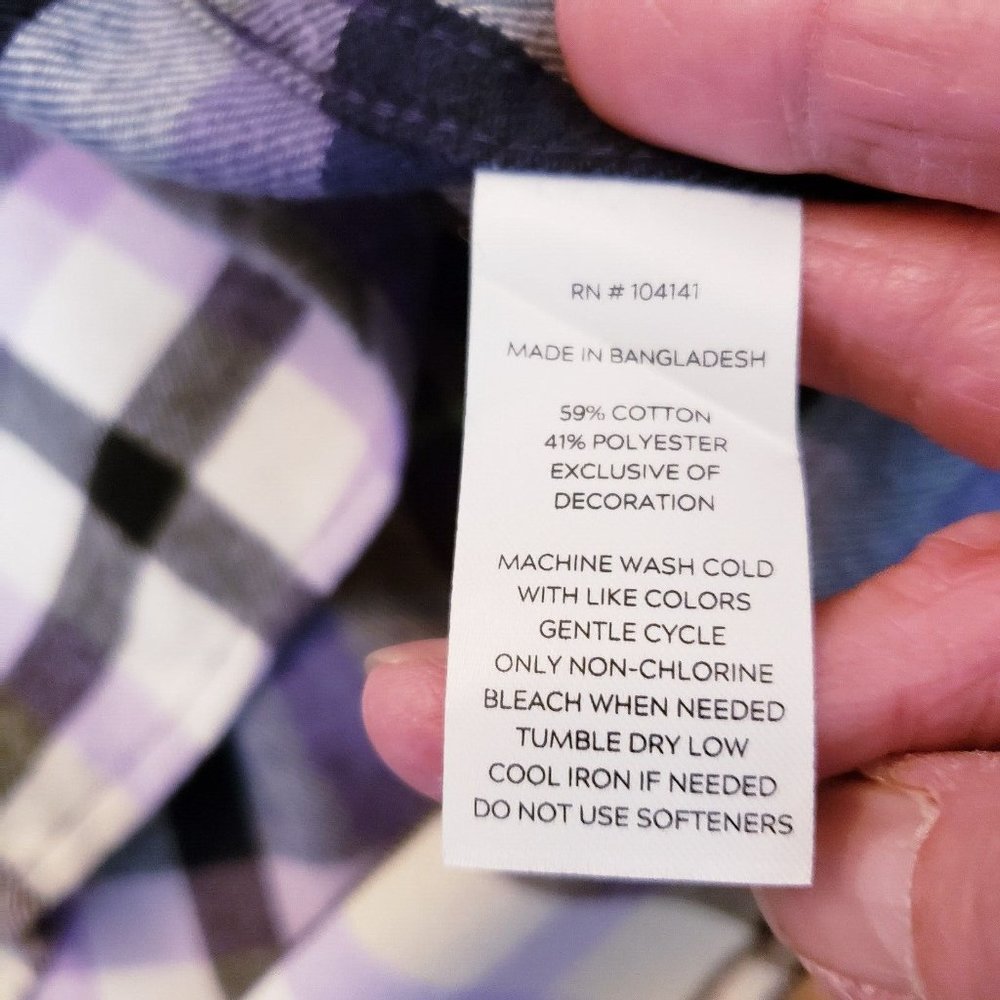 RN # 104141
MADE IN BANGLADESH
59% COTTON
41% POLYESTER
EXCLUSIVE OF
DECORATION
MACHINE WASH COLD
WITH LIKE COLORS
GENTLE CYCLE
ONLY NON-CHLORINE
BLEACH WHEN NEEDED
TUMBLE DRY LOW
COOL IRON IF NEEDED
DO NOT USE SOFTENERS